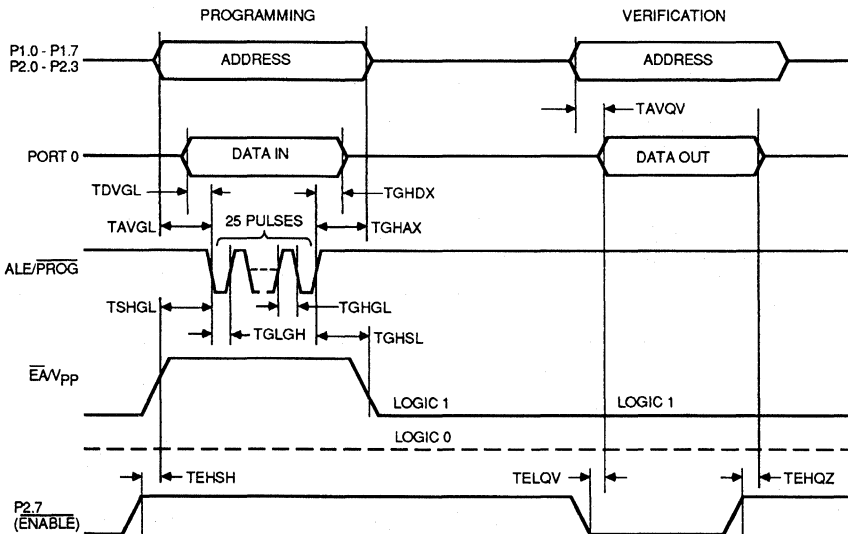 PROGRAMMING VERIFICATION
P1.0 - P1.7
P2.0 - P2.3
ADDRESS ADDRESS
TAVQV
PORT 0 DATA IN DATA OUT
TDVGL TGHDX
TAVGL 25 PULSES TGHAX
ALE/PROG
TSHGL TGHGL
TGLGH TGHSL
EA/VPP
LOGIC 1 LOGIC 1
LOGIC 0
TEHSH TELQV TEHQZ
P2.7
(ENABLE)